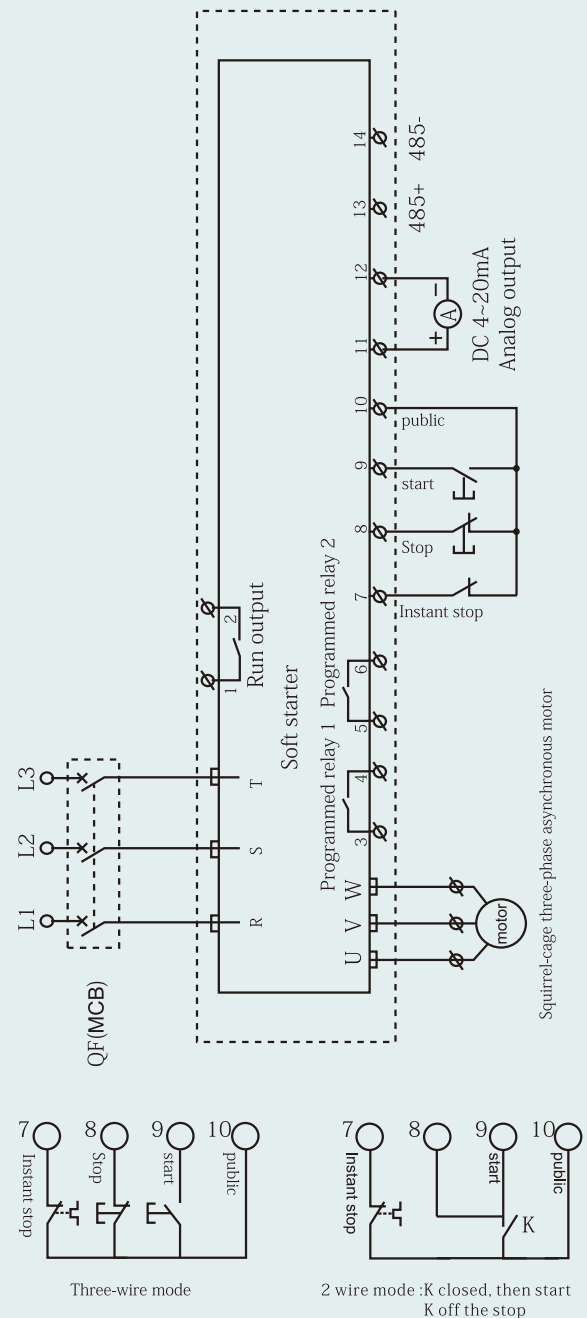 L1
L2
L3
QF(MCB)
R
S
T
1
2
Run output
Soft starter
Programmed relay 1
Programmed relay 2
U
V
W
3
4
5
6
7
8
9
10
11
12
13
14
Instant stop
Stop
start
public
+
A
−
DC 4~20mA
Analog output
485+
485-
motor
Squirrel-cage three-phase asynchronous motor
7
8
9
10
Instant stop
Stop
start
public
Three-wire mode
7
8
9
10
Instant stop
start
public
K
2 wire mode :K closed, then start
K off the stop